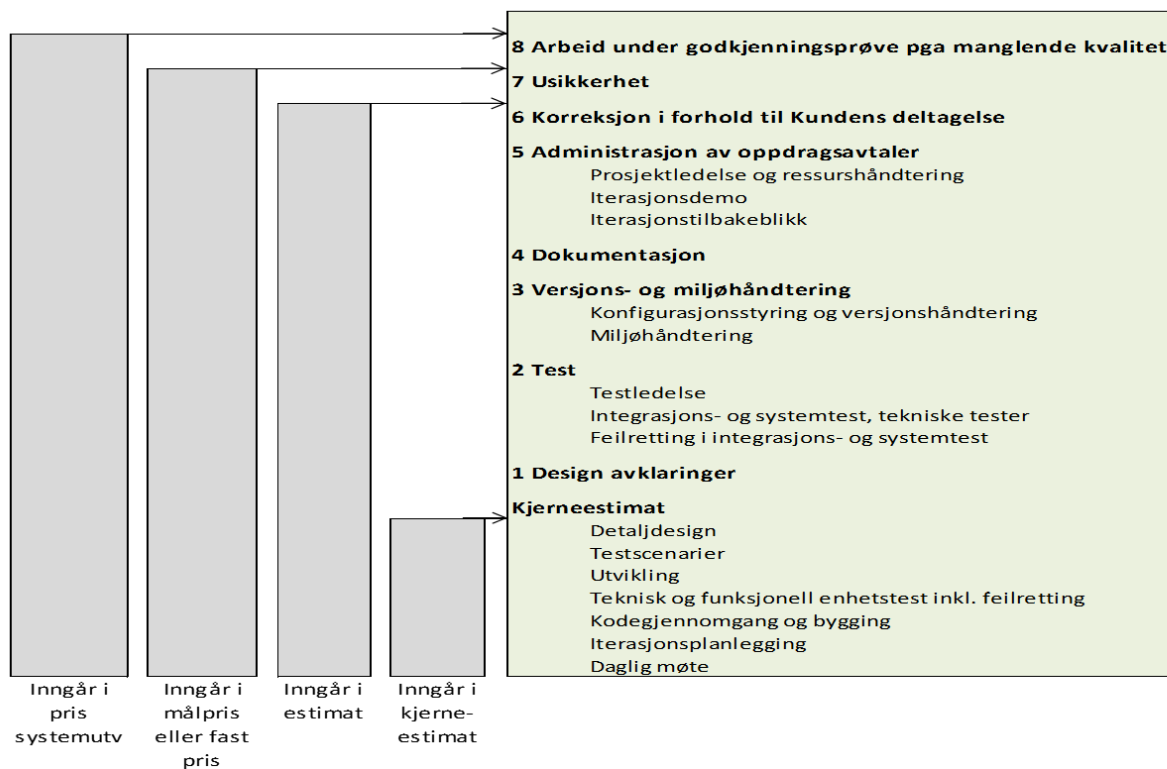 8 Arbeid under godkjenningsprøve pga manglende kvalitet
7 Usikkerhet
6 Korreksjon i forhold til Kundens deltagelse
5 Administrasjon av oppdragsavtaler
Prosjektledelse og ressurshåndtering
Iterasjonsdemo
Iterasjonstilbakeblikk
4 Dokumentasjon
3 Versjons- og miljøhåndtering
Konfigurasjonsstyring og versjonshåndtering
Miljøhåndtering
2 Test
Testledelse
Integrasjons- og systemtest, tekniske tester
Feilretting i integrasjons- og systemtest
1 Design avklaringer
Kjerneestimat
Detaljdesign
Testscenarier
Utvikling
Teknisk og funksjonell enhetstest inkl. feilretting
Kodegjennomgang og bygging
Iterasjonsplanlegging
Daglig møte
Inngår i
pris
systemutv
Inngår i
målpris
eller fast
pris
Inngår i
estimat
Inngår i
kjerne-
estimat